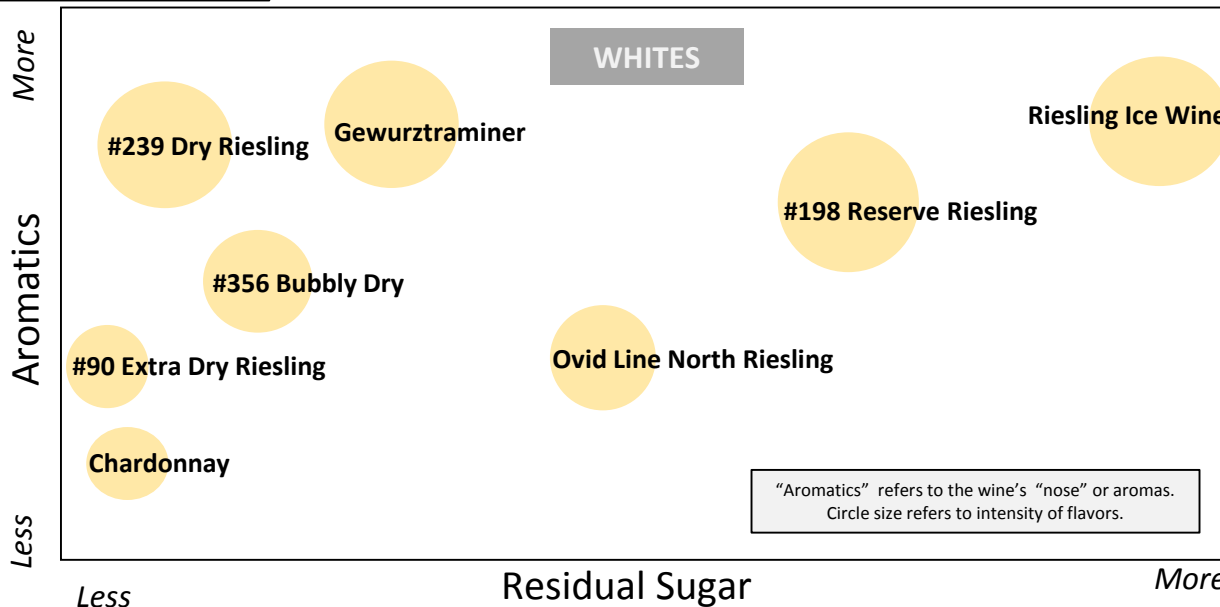 More
WHITES
Riesling Ice Wine
Gewurztraminer
#239 Dry Riesling
#198 Reserve Riesling
Aromatics
#356 Bubbly Dry
Ovid Line North Riesling
#90 Extra Dry Riesling
Chardonnay
“Aromatics” refers to the wine’s “nose” or aromas.
Circle size refers to intensity of flavors.
Less
Less
Residual Sugar
More